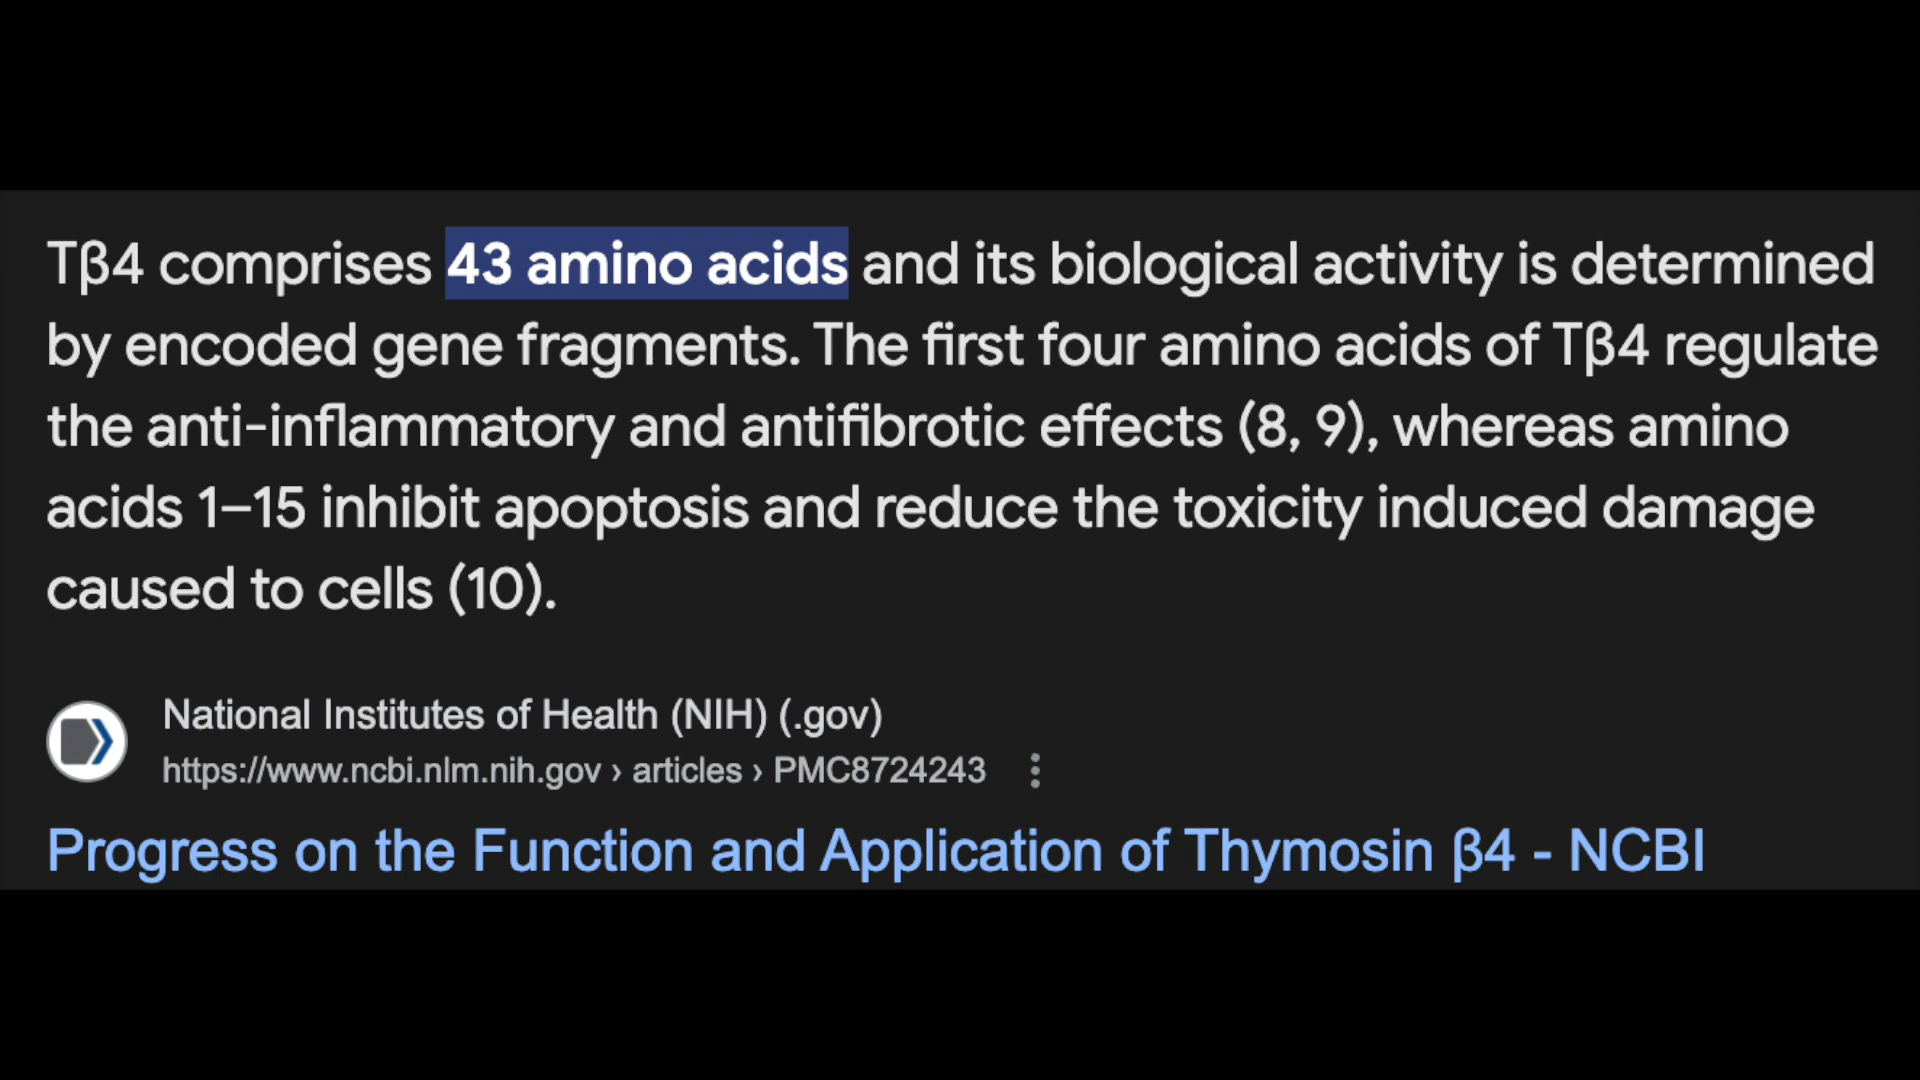 Tβ4 comprises 43 amino acids and its biological activity is determined
by encoded gene fragments. The first four amino acids of Tβ4 regulate
the anti-inflammatory and antifibrotic effects (8, 9), whereas amino
acids 1–15 inhibit apoptosis and reduce the toxicity induced damage
caused to cells (10).
National Institutes of Health (NIH) (.gov)
https://www.ncbi.nlm.nih.gov › articles › PMC8724243
Progress on the Function and Application of Thymosin β4 - NCBI